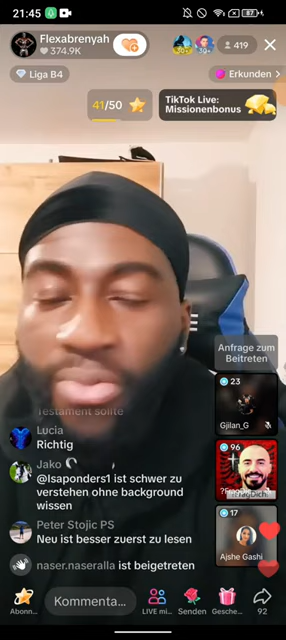 21:45
87
Flexabrenyah
374.9K
419
Liga B4
Erkunden
41/50
TikTok Live:
Missionenbonus
Anfrage zum
Beitreten
23
Gjilan_G
96
17
Ajshe Gashi
Testament sollte
Lucia
Richtig
Jako
@Isaponders1 ist schwer zu
verstehen ohne background
wissen
Peter Stojic PS
Neu ist besser zuerst zu lesen
naser.naseralla ist beigetreten
Abonn...
Kommenta...
LIVE mi...
Senden
Gesche...
92